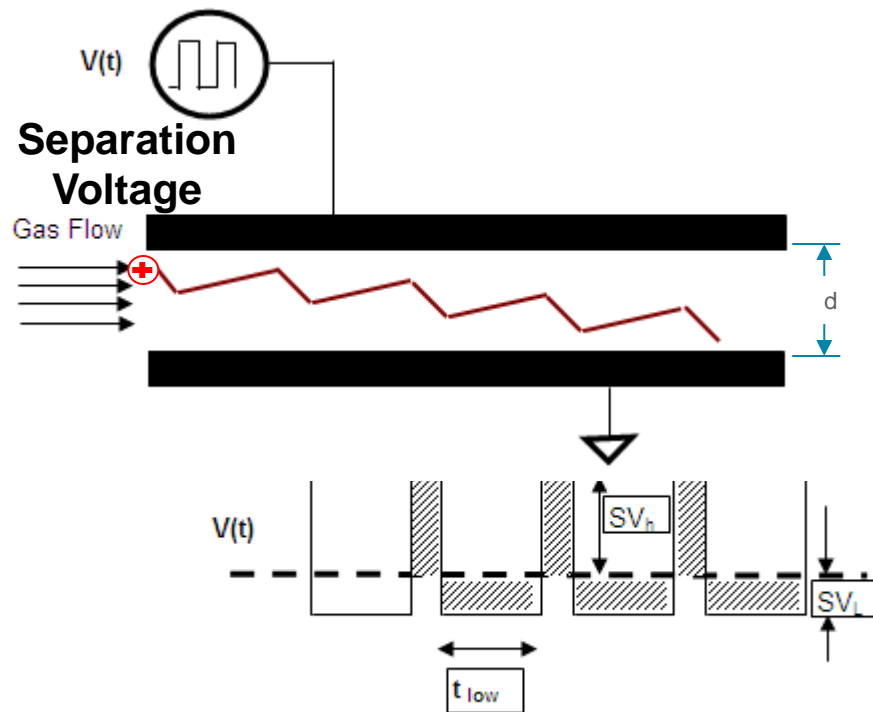 V(t)
Separation
Voltage
Gas Flow
d
V(t)
SVh
SVL
t low